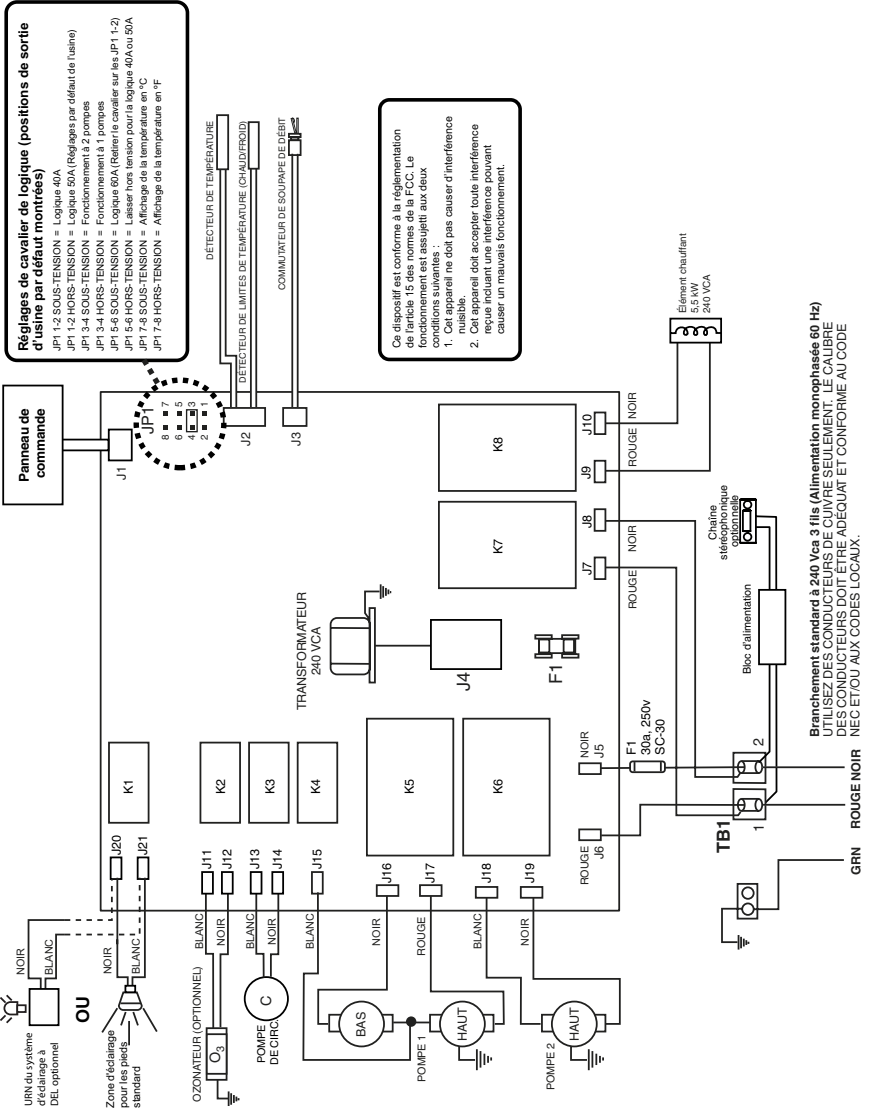 Réglages de cavalier de logique (positions de sortie
d'usine par défaut montrées)
JP1 1-2 SOUS-TENSION = Logique 40A
JP1 1-2 HORS-TENSION = Logique 50A (Réglages par défaut de l'usine)
JP1 3-4 SOUS-TENSION = Fonctionnement à 2 pompes
JP1 3-4 HORS-TENSION = Fonctionnement à 1 pompes
JP1 5-6 SOUS-TENSION = Logique 60A (Retirer le cavalier sur les JP1 1-2)
JP1 5-6 HORS-TENSION = Laisser hors tension pour la logique 40A ou 50A
JP1 7-8 SOUS-TENSION = Affichage de la température en °C
JP1 7-8 HORS-TENSION = Affichage de la température en °F
Panneau de
commande
J1
JP1
8 7
6 5
4 3
2 1
J2
J3
DÉTECTEUR DE TEMPÉRATURE
DÉTECTEUR DE LIMITES DE TEMPÉRATURE (CHAUD/FROID)
COMMUTATEUR DE SOUPAPE DE DÉBIT
Ce dispositif est conforme à la réglementation
de l'article 15 des normes de la FCC. Le
fonctionnement est assujetti aux deux
conditions suivantes :
1. Cet appareil ne doit pas causer d'interférence
nuisible.
2. Cet appareil doit accepter toute interférence
reçue incluant une interférence pouvant
causer un mauvais fonctionnement.
URN du système
d'éclairage à
DEL optionnel
NOIR
BLANC
OU
Zone d'éclairage
pour les pieds
standard
NOIR
BLANC
J20
J21
K1
OZONATEUR (OPTIONNEL)
O3
BLANC
NOIR
J11
J12
K2
POMPE
DE CIRC.
C
BLANC
NOIR
J13
J14
K3
BLANC
J15
K4
TRANSFORMATEUR
240 VCA
J4
F1
POMPE 1
BAS
HAUT
NOIR
ROUGE
J16
J17
K5
POMPE 2
HAUT
BLANC
NOIR
J18
J19
K6
K7
K8
J7
J8
J9
J10
ROUGE
NOIR
ROUGE
NOIR
Élément chauffant
5,5 kW
240 VCA
ROUGE
J6
NOIR
J5
F1
30a, 250v
SC-30
TB1
1
2
Bloc d'alimentation
Chaîne
stéréophonique
optionnelle
GRN
ROUGE
NOIR
Branchement standard à 240 Vca 3 fils (Alimentation monophasée 60 Hz)
UTILISEZ DES CONDUCTEURS DE CUIVRE SEULEMENT. LE CALIBRE
DES CONDUCTEURS DOIT ÊTRE ADÉQUAT ET CONFORME AU CODE
NEC ET/OU AUX CODES LOCAUX.